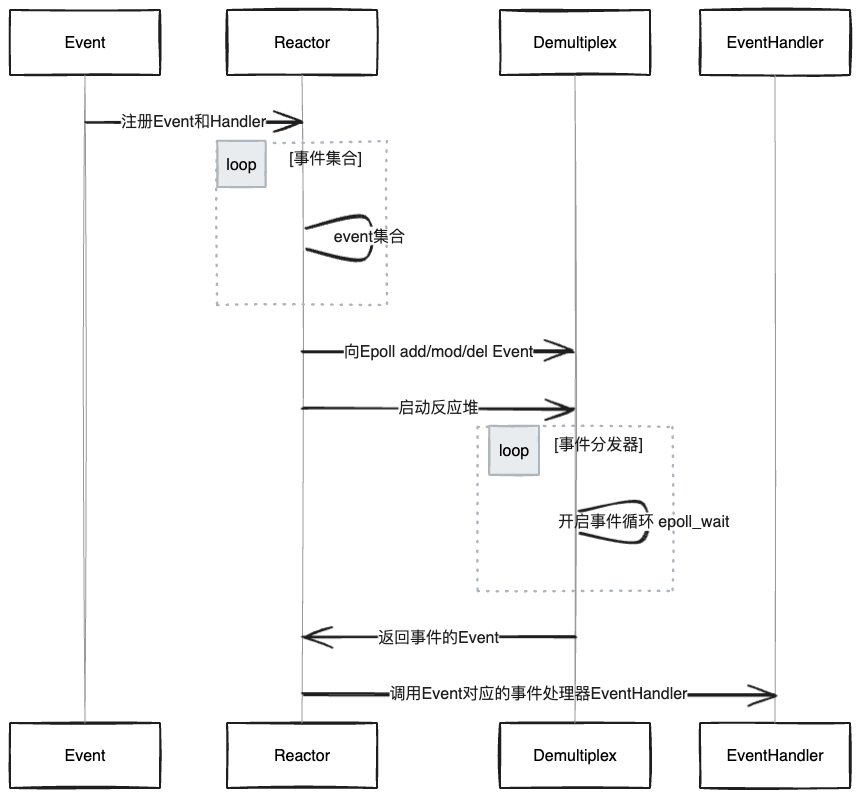 Event
Reactor
Demultiplex
EventHandler
注册Event和Handler
loop
[事件集合]
event集合
向Epoll add/mod/del Event
启动反应堆
loop
[事件分发器]
开启事件循环 epoll_wait
返回事件的Event
调用Event对应的事件处理器EventHandler
Event
Reactor
Demultiplex
EventHandler